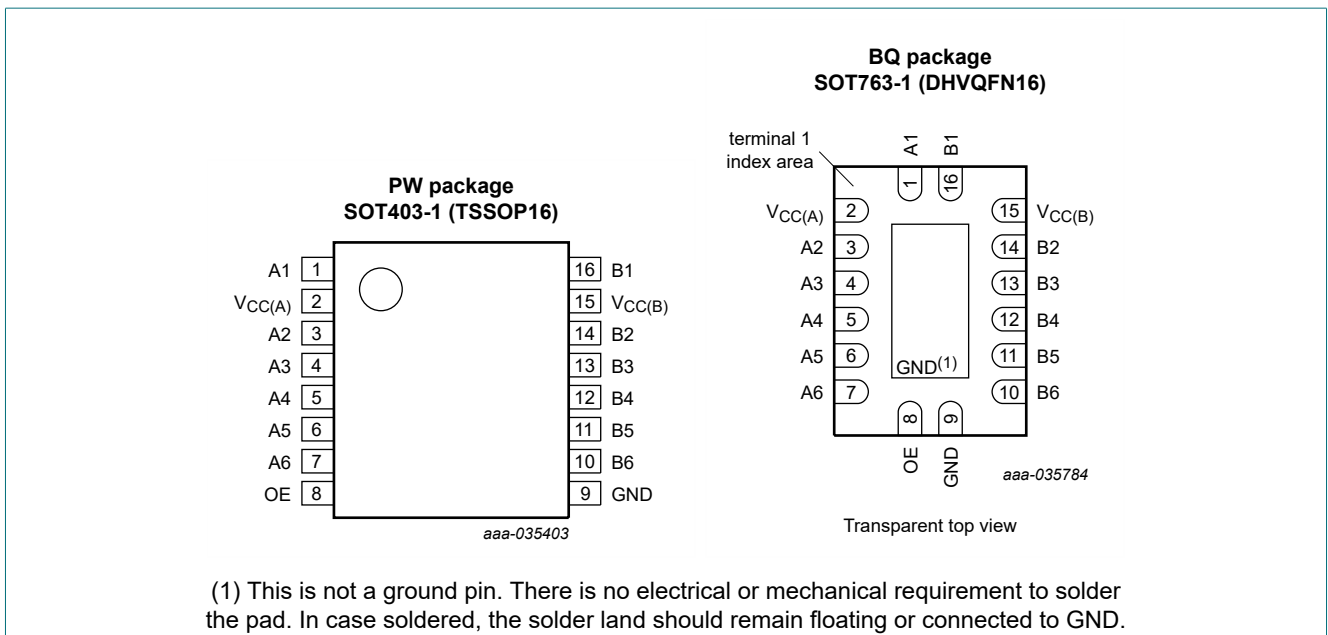 PW package
SOT403-1 (TSSOP16)
A1 1 16 B1
VCC(A) 2 15 VCC(B)
A2 3 14 B2
A3 4 13 B3
A4 5 12 B4
A5 6 11 B5
A6 7 10 B6
OE 8 9 GND
aaa-035403
BQ package
SOT763-1 (DHVQFN16)
terminal 1
index area
A1 B1
1 16
VCC(A) 2 15 VCC(B)
A2 3 14 B2
A3 4 13 B3
A4 5 12 B4
A5 6 11 B5
GND(1)
A6 7 10 B6
8 9
OE GND
aaa-035784
Transparent top view
(1) This is not a ground pin. There is no electrical or mechanical requirement to solder
the pad. In case soldered, the solder land should remain floating or connected to GND.